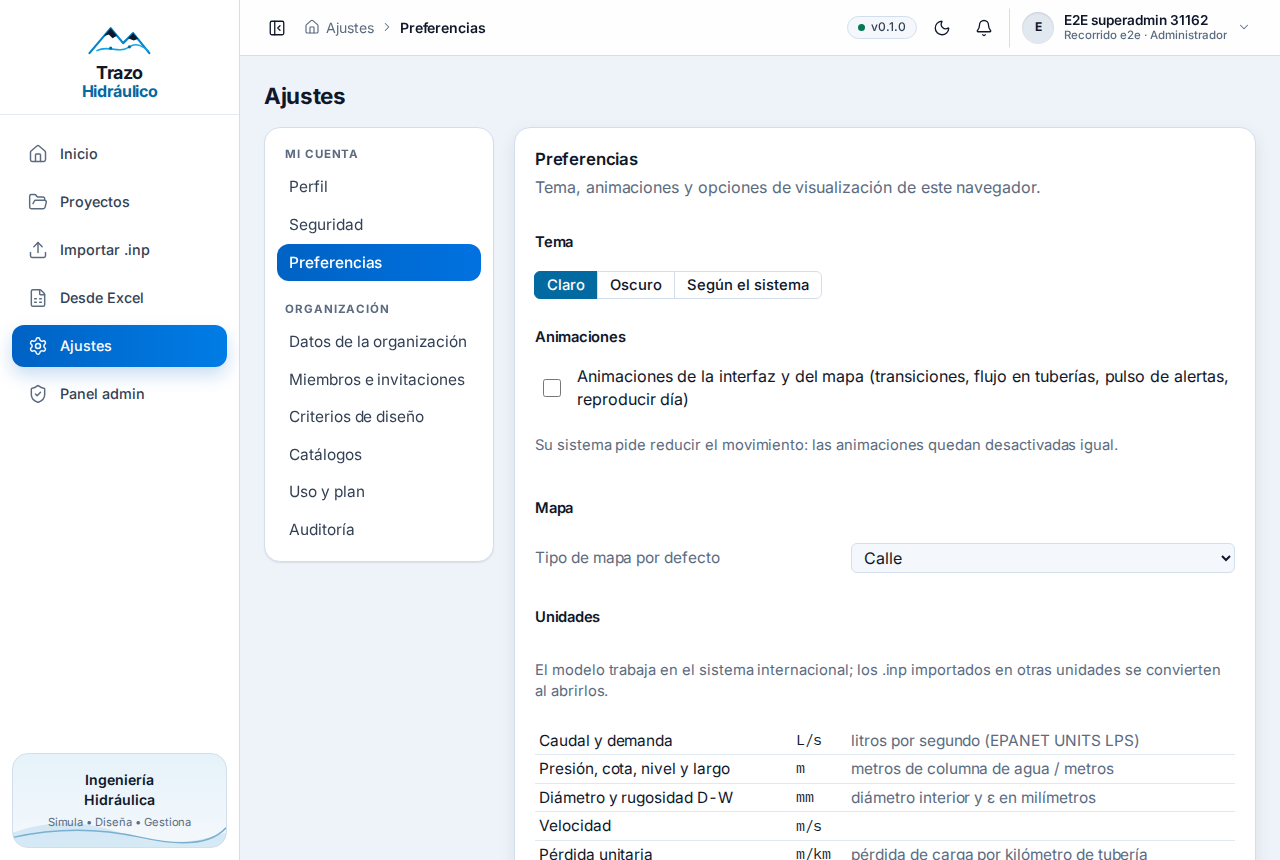 Trazo
Hidráulico
Inicio
Proyectos
Importar .inp
Desde Excel
Ajustes
Panel admin
Ingeniería
Hidráulica
Simula • Diseña • Gestiona
Ajustes > Preferencias
v0.1.0
E
E2E superadmin 31162
Recorrido e2e · Administrador
Ajustes
MI CUENTA
Perfil
Seguridad
Preferencias
ORGANIZACIÓN
Datos de la organización
Miembros e invitaciones
Criterios de diseño
Catálogos
Uso y plan
Auditoría
Preferencias
Tema, animaciones y opciones de visualización de este navegador.
Tema
Claro Oscuro Según el sistema
Animaciones
Animaciones de la interfaz y del mapa (transiciones, flujo en tuberías, pulso de alertas,
reproducir día)
Su sistema pide reducir el movimiento: las animaciones quedan desactivadas igual.
Mapa
Tipo de mapa por defecto Calle
Unidades
El modelo trabaja en el sistema internacional; los .inp importados en otras unidades se convierten
al abrirlos.
Caudal y demanda L/s litros por segundo (EPANET UNITS LPS)
Presión, cota, nivel y largo m metros de columna de agua / metros
Diámetro y rugosidad D-W mm diámetro interior y ε en milímetros
Velocidad m/s
Pérdida unitaria m/km pérdida de carga por kilómetro de tubería